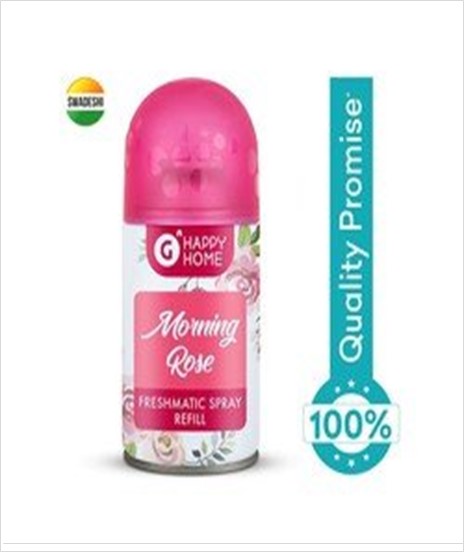 SWADESHI
G
HAPPY
HOME
Morning
Rose
FRESHMATIC SPRAY
REFILL
Quality Promise*
100%